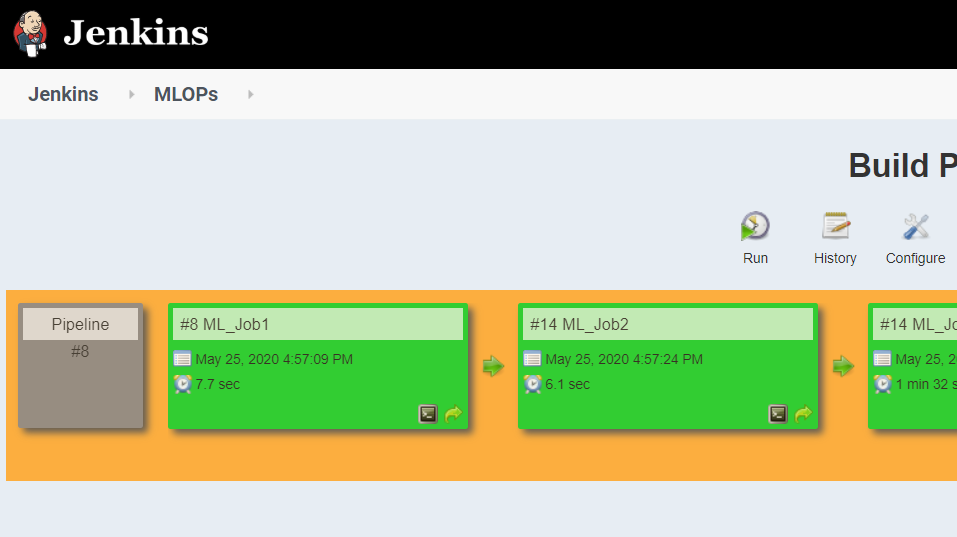 Jenkins
Jenkins MLOPs
Build P
Run History Configure
Pipeline
#8
#8 ML_Job1
May 25, 2020 4:57:09 PM
7.7 sec
#14 ML_Job2
May 25, 2020 4:57:24 PM
6.1 sec
#14 ML_Jo
May 25, 2
1 min 32 s